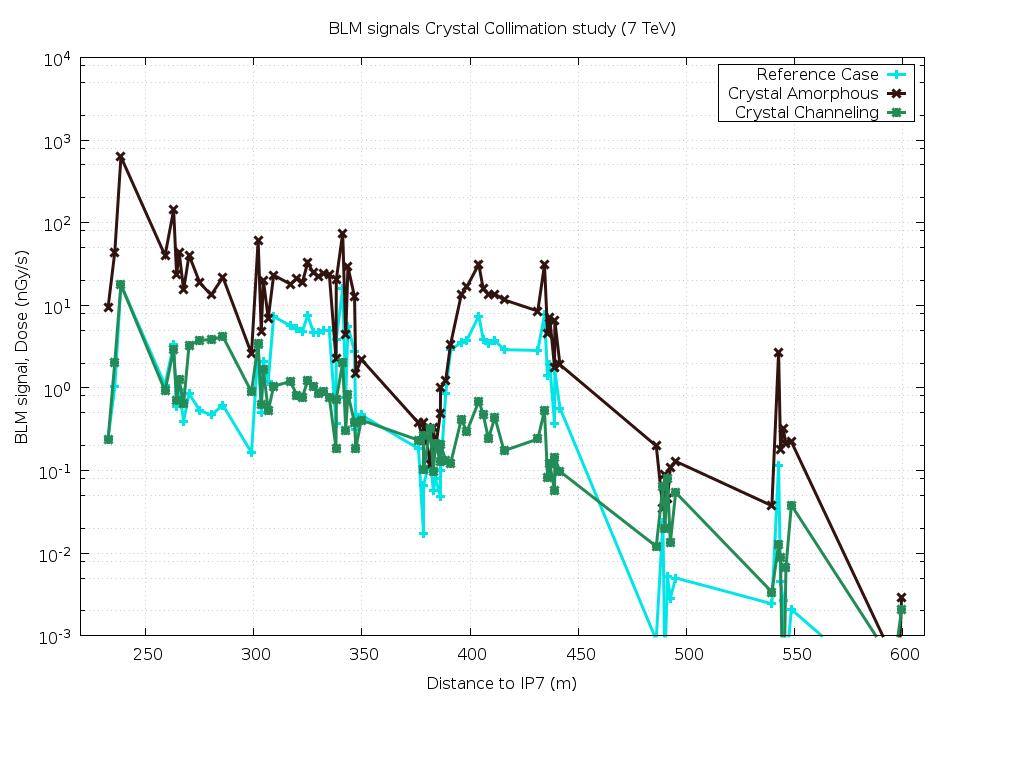 BLM signals Crystal Collimation study (7 TeV)
Reference Case
Crystal Amorphous
Crystal Channeling
BLM signal, Dose (nGy/s)
10^4
10^3
10^2
10^1
10^0
10^-1
10^-2
10^-3
250 300 350 400 450 500 550 600
Distance to IP7 (m)